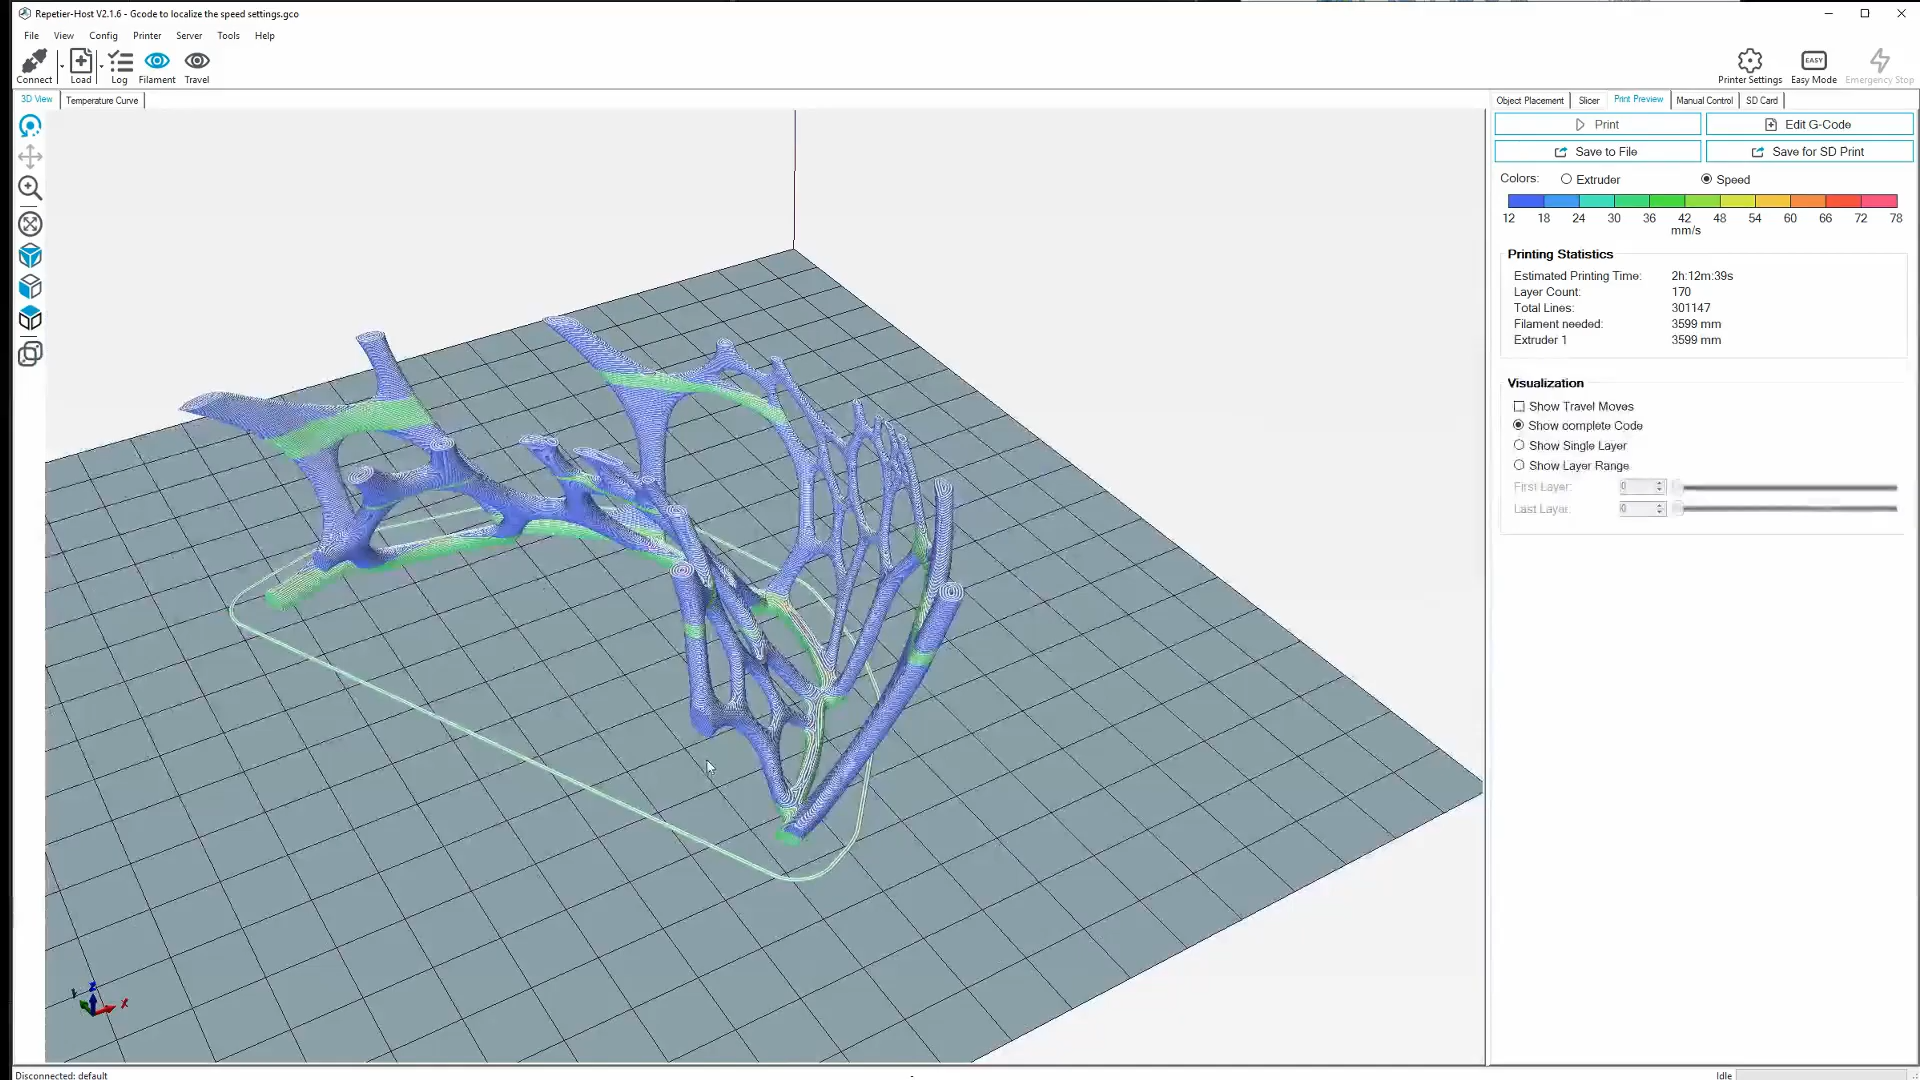 Repetier-Host V2.1.6 - Gcode to localize the speed settings.gco
File View Config Printer Server Tools Help
Connect Load Log Filament Travel
Printer Settings Easy Mode Emergency Stop
EASY
3D View Temperature Curve
Object Placement Slicer Print Preview Manual Control SD Card
Print Edit G-Code
Save to File Save for SD Print
Colors: Extruder Speed
12 18 24 30 36 42 48 54 60 66 72 78
mm/s
Printing Statistics
Estimated Printing Time: 2h:12m:39s
Layer Count: 170
Total Lines: 301147
Filament needed: 3599 mm
Extruder 1 3599 mm
Visualization
Show Travel Moves
Show complete Code
Show Single Layer
Show Layer Range
First Layer: 0
Last Layer: 0
Z
X
Disconnected: default - Idle